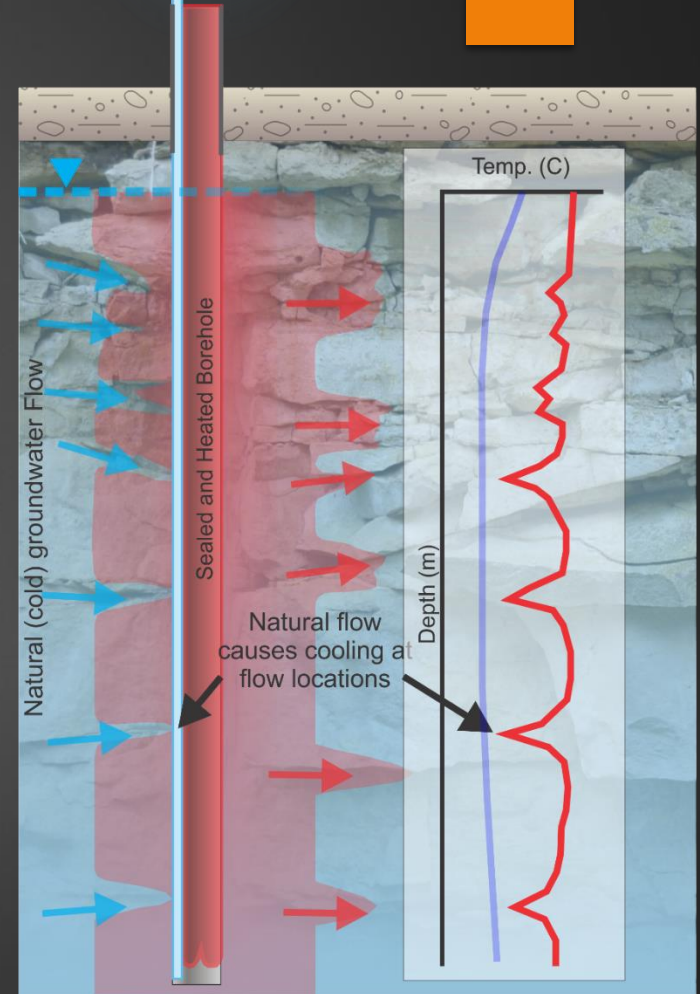 Temp. (C)
Natural (cold) groundwater Flow
Sealed and Heated Borehole
Depth (m)
Natural flow
causes cooling at
flow locations